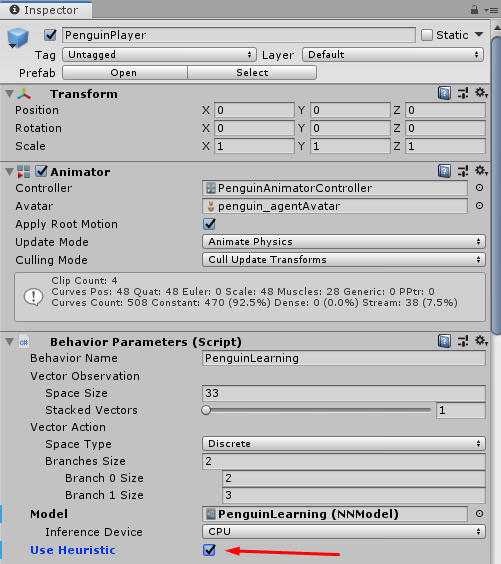 Inspector
PenguinPlayer Static
Tag Untagged Layer Default
Prefab Open Select
Transform
Position X 0 Y 0 Z 0
Rotation X 0 Y 0 Z 0
Scale X 1 Y 1 Z 1
Animator
Controller PenguinAnimatorController
Avatar penguin_agentAvatar
Apply Root Motion
Update Mode Animate Physics
Culling Mode Cull Update Transforms
Clip Count: 4
Curves Pos: 48 Quat: 48 Euler: 0 Scale: 48 Muscles: 28 Generic: 0 PPtr: 0
Curves Count: 508 Constant: 470 (92.5%) Dense: 0 (0.0%) Stream: 38 (7.5%)
Behavior Parameters (Script)
Behavior Name PenguinLearning
Vector Observation
Space Size 33
Stacked Vectors 1
Vector Action
Space Type Discrete
Branches Size 2
Branch 0 Size 2
Branch 1 Size 3
Model PenguinLearning (NNModel)
Inference Device CPU
Use Heuristic